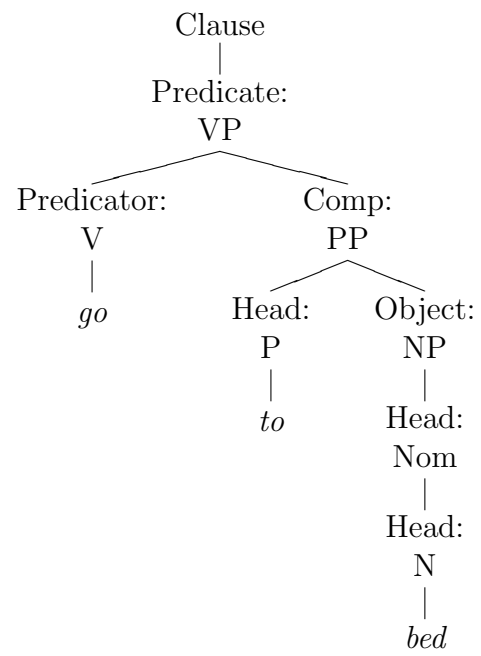 Clause
Predicate:
VP
Predicator: Comp:
V PP
go Head: Object:
P NP
to Head:
Nom
Head:
N
bed